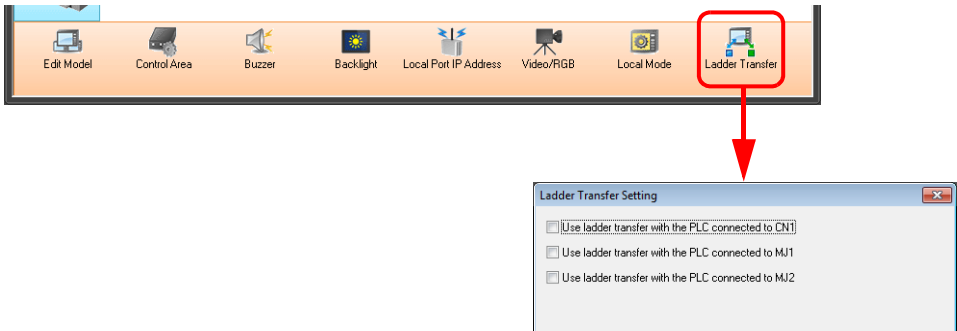 Edit Model Control Area Buzzer Backlight Local Port IP Address Video/RGB Local Mode Ladder Transfer
Ladder Transfer Setting
Use ladder transfer with the PLC connected to CN1
Use ladder transfer with the PLC connected to MJ1
Use ladder transfer with the PLC connected to MJ2